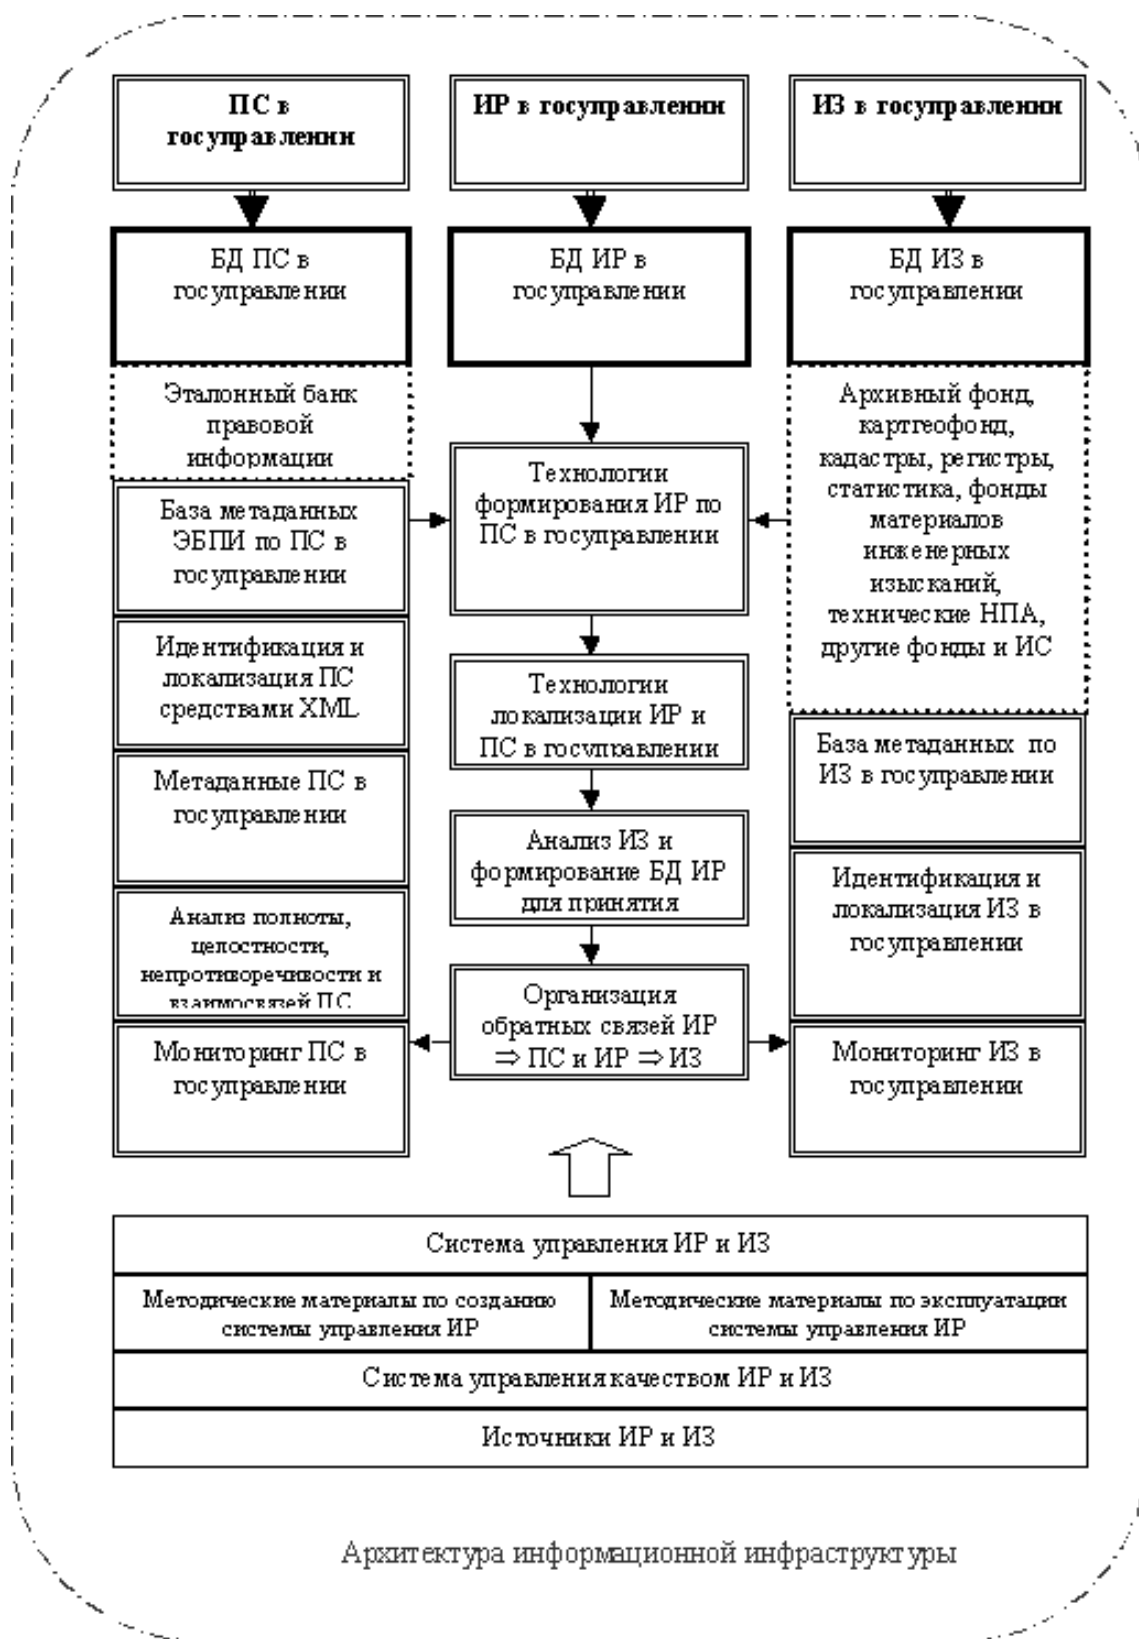 ПС в
госуправлении
ИР в госуправлении
ИЗ в госуправлении
БД ПС в
госуправлении
БД ИР в
госуправлении
БД ИЗ в
госуправлении
Эталонный банк
правовой
информации
База метаданных
ЭБПИ по ПС в
госуправлении
Идентификация и
локализация ПС
средствами XML
Метаданные ПС в
госуправлении
Анализ полноты,
целостности,
непротиворечивости и
взаимосвязей ПС
Мониторинг ПС в
госуправлении
Технологии
формирования ИР по
ПС в госуправлении
Технологии
локализации ИР и
ПС в госуправлении
Анализ ИЗ и
формирование БД ИР
для принятия
Организация
обратных связей ИР
⇒ ПС и ИР ⇒ ИЗ
Архивный фонд,
картгеофонд,
кадастры, регистры,
статистика, фонды
материалов
инженерных
изысканий,
технические НПА,
другие фонды и ИС
База метаданных по
ИЗ в госуправлении
Идентификация и
локализация ИЗ в
госуправлении
Мониторинг ИЗ в
госуправлении
Система управления ИР и ИЗ
Методические материалы по созданию
системы управления ИР
Методические материалы по эксплуатации
системы управления ИР
Система управления качеством ИР и ИЗ
Источники ИР и ИЗ
Архитектура информационной инфраструктуры